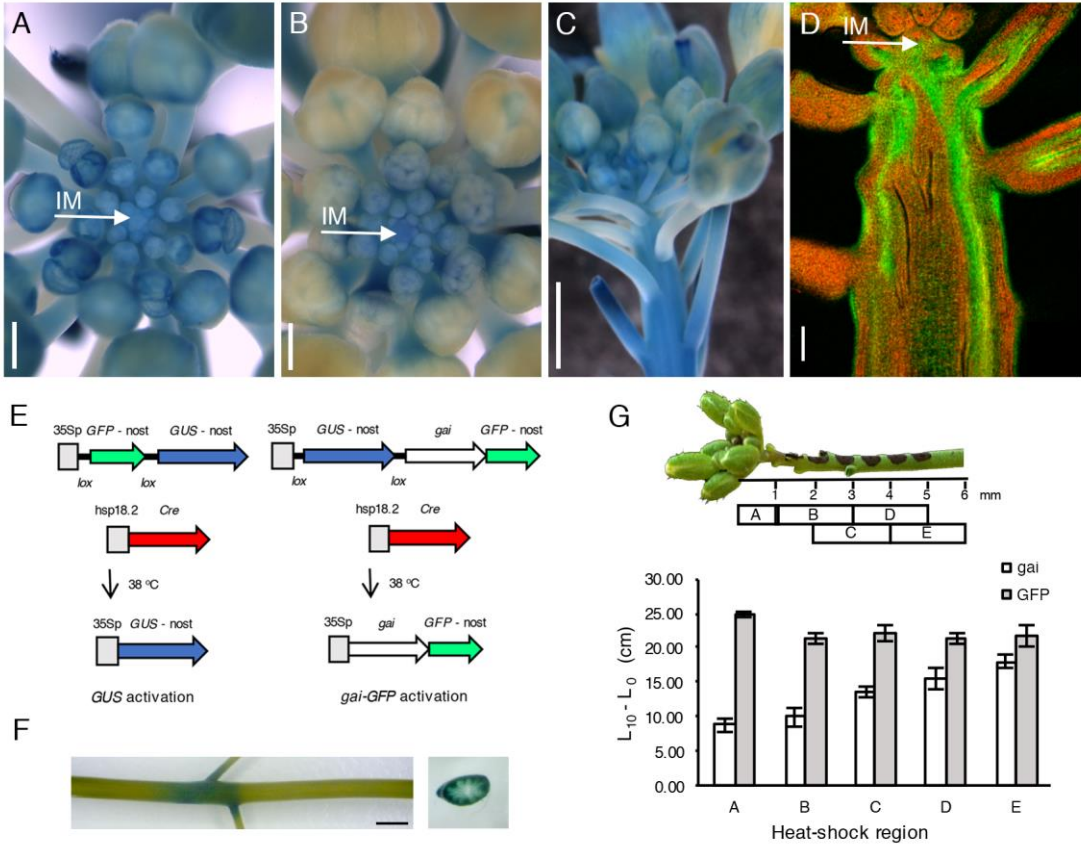 A
IM
B
IM
C
D
IM
E
35Sp GFP - nost GUS - nost
lox lox
hsp18.2 Cre
38 °C
35Sp GUS - nost
GUS activation
35Sp GUS - nost gai GFP - nost
lox lox
hsp18.2 Cre
38 °C
35Sp gai GFP - nost
gai-GFP activation
F
G
1 2 3 4 5 6 mm
A B D
C E
gai
GFP
30.00
25.00
20.00
15.00
10.00
5.00
0.00
L10 - L0 (cm)
A B C D E
Heat-shock region